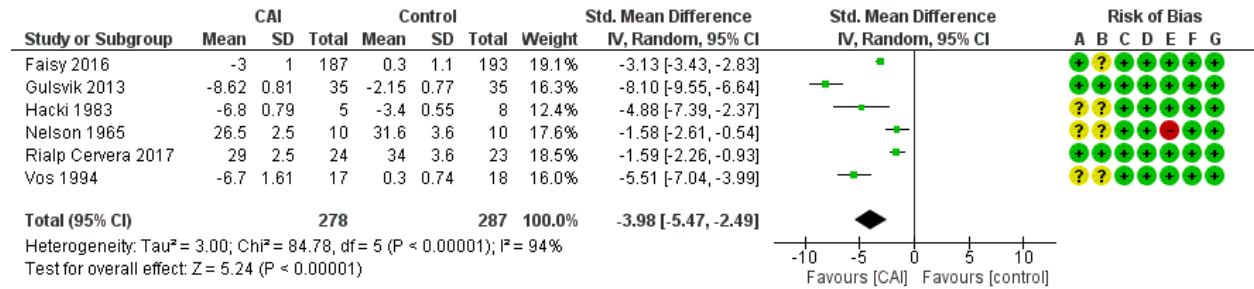 CAI Control Std. Mean Difference Std. Mean Difference Risk of Bias
Study or Subgroup Mean SD Total Mean SD Total Weight IV, Random, 95% CI IV, Random, 95% CI A B C D E F G
Faisy 2016 -3 1 187 0.3 1.1 193 19.1% -3.13 [-3.43, -2.83] + ? + + + + +
Gulsvik 2013 -8.62 0.81 35 -2.15 0.77 35 16.3% -8.10 [-9.55, -6.64] + + + + + + +
Hacki 1983 -6.8 0.79 5 -3.4 0.55 8 12.4% -4.88 [-7.39, -2.37] ? ? + + + + +
Nelson 1965 26.5 2.5 10 31.6 3.6 10 17.6% -1.58 [-2.61, -0.54] ? ? + + - + +
Rialp Cervera 2017 29 2.5 24 34 3.6 23 18.5% -1.59 [-2.26, -0.93] + + + + + + +
Vos 1994 -6.7 1.61 17 0.3 0.74 18 16.0% -5.51 [-7.04, -3.99] ? ? + + + + +
Total (95% CI) 278 287 100.0% -3.98 [-5.47, -2.49]
Heterogeneity: Tau² = 3.00; Chi² = 84.78, df = 5 (P < 0.00001); I² = 94%
Test for overall effect: Z = 5.24 (P < 0.00001)
-10 -5 0 5 10
Favours [CAI] Favours [control]